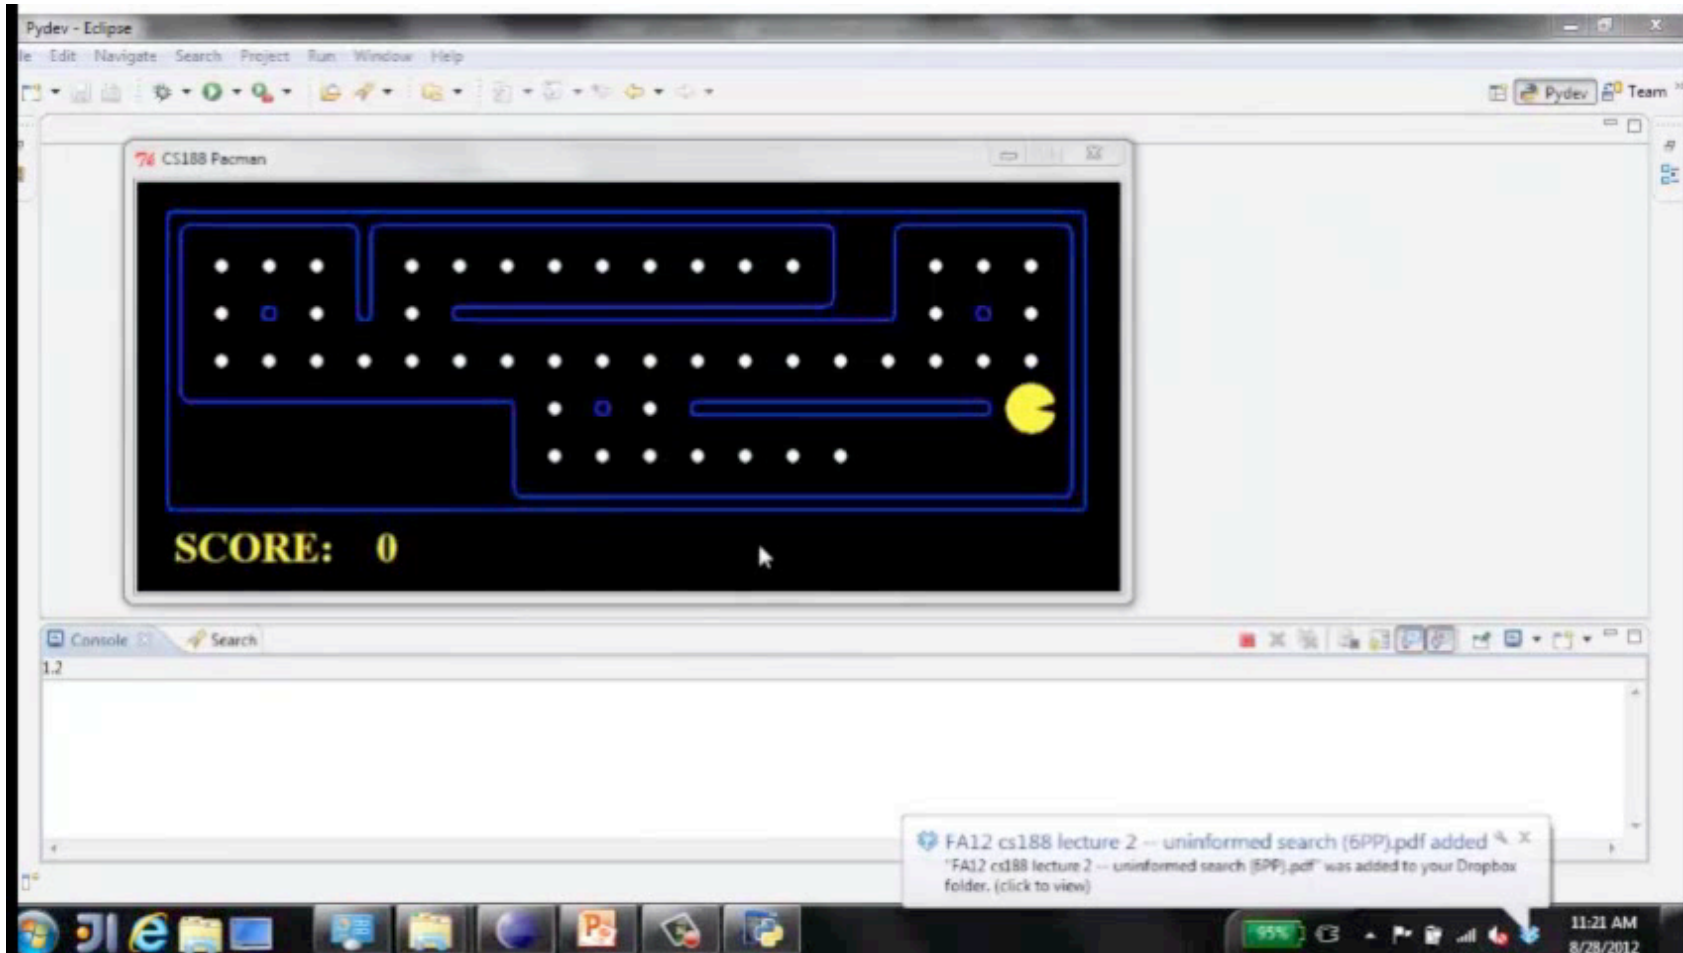 Pydev - Eclipse
le Edit Navigate Search Project Run Window Help
Pydev Team
CS188 Pacman
SCORE: 0
Console Search
1.2
FA12 cs188 lecture 2 -- uninformed search (6PP).pdf added
"FA12 cs188 lecture 2 -- uninformed search (6PP).pdf" was added to your Dropbox
folder. (click to view)
95%
11:21 AM
8/28/2012